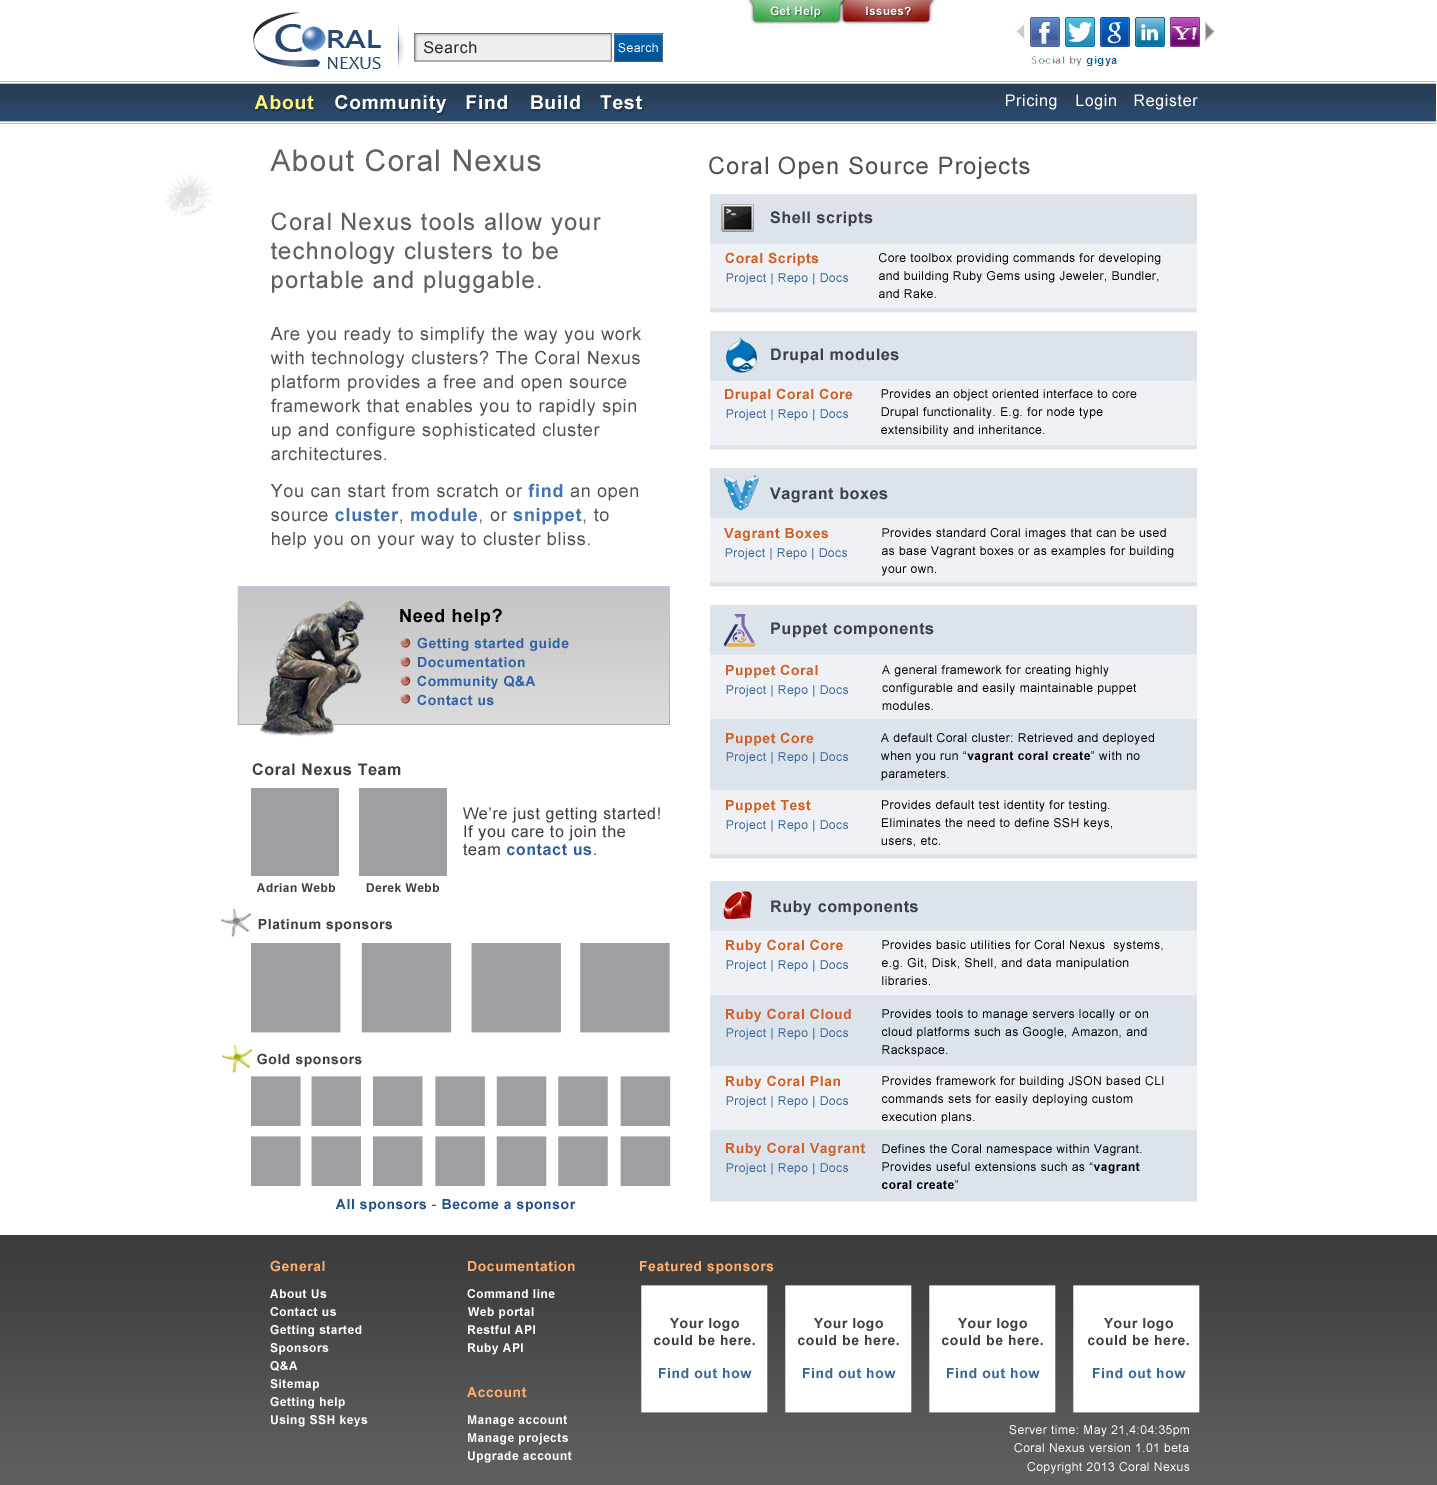 Get Help
Issues?
CORAL
NEXUS
Search
Search
Social by gigya
About Community Find Build Test
Pricing Login Register
About Coral Nexus
Coral Nexus tools allow your
technology clusters to be
portable and pluggable.
Are you ready to simplify the way you work
with technology clusters? The Coral Nexus
platform provides a free and open source
framework that enables you to rapidly spin
up and configure sophisticated cluster
architectures.
You can start from scratch or find an open
source cluster, module, or snippet, to
help you on your way to cluster bliss.
Need help?
Getting started guide
Documentation
Community Q&A
Contact us
Coral Nexus Team
We're just getting started!
If you care to join the
team contact us.
Adrian Webb
Derek Webb
Platinum sponsors
Gold sponsors
All sponsors - Become a sponsor
Coral Open Source Projects
Shell scripts
Coral Scripts
Project | Repo | Docs
Core toolbox providing commands for developing
and building Ruby Gems using Jeweler, Bundler,
and Rake.
Drupal modules
Drupal Coral Core
Project | Repo | Docs
Provides an object oriented interface to core
Drupal functionality. E.g. for node type
extensibility and inheritance.
Vagrant boxes
Vagrant Boxes
Project | Repo | Docs
Provides standard Coral images that can be used
as base Vagrant boxes or as examples for building
your own.
Puppet components
Puppet Coral
Project | Repo | Docs
A general framework for creating highly
configurable and easily maintainable puppet
modules.
Puppet Core
Project | Repo | Docs
A default Coral cluster: Retrieved and deployed
when you run “vagrant coral create” with no
parameters.
Puppet Test
Project | Repo | Docs
Provides default test identity for testing.
Eliminates the need to define SSH keys,
users, etc.
Ruby components
Ruby Coral Core
Project | Repo | Docs
Provides basic utilities for Coral Nexus systems,
e.g. Git, Disk, Shell, and data manipulation
libraries.
Ruby Coral Cloud
Project | Repo | Docs
Provides tools to manage servers locally or on
cloud platforms such as Google, Amazon, and
Rackspace.
Ruby Coral Plan
Project | Repo | Docs
Provides framework for building JSON based CLI
commands sets for easily deploying custom
execution plans.
Ruby Coral Vagrant
Project | Repo | Docs
Defines the Coral namespace within Vagrant.
Provides useful extensions such as “vagrant
coral create”
General
About Us
Contact us
Getting started
Sponsors
Q&A
Sitemap
Getting help
Using SSH keys
Documentation
Command line
Web portal
Restful API
Ruby API
Account
Manage account
Manage projects
Upgrade account
Featured sponsors
Your logo
could be here.
Find out how
Your logo
could be here.
Find out how
Your logo
could be here.
Find out how
Your logo
could be here.
Find out how
Server time: May 21,4:04:35pm
Coral Nexus version 1.01 beta
Copyright 2013 Coral Nexus